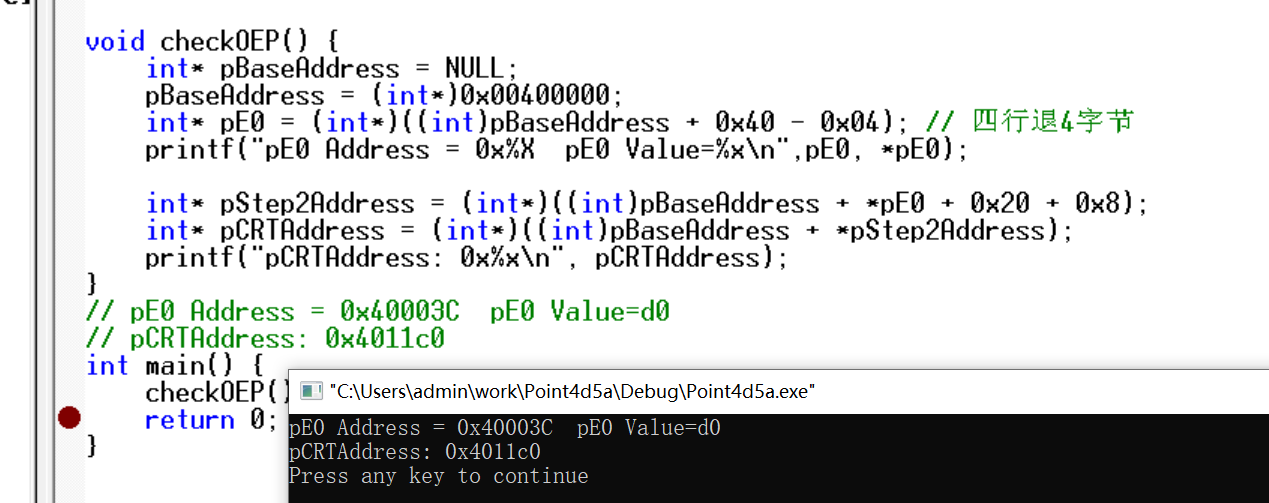 void checkOEP() {
    int* pBaseAddress = NULL;
    pBaseAddress = (int*)0x00400000;
    int* pE0 = (int*)((int)pBaseAddress + 0x40 - 0x04); // 四行退4字节
    printf("pE0 Address = 0x%X  pE0 Value=%x\n",pE0, *pE0);
    int* pStep2Address = (int*)((int)pBaseAddress + *pE0 + 0x20 + 0x8);
    int* pCRTAddress = (int*)((int)pBaseAddress + *pStep2Address);
    printf("pCRTAddress: 0x%x\n", pCRTAddress);
}
// pE0 Address = 0x40003C  pE0 Value=d0
// pCRTAddress: 0x4011c0
int main() {
    checkOEP()
    return 0;
}
"C:\Users\admin\work\Point4d5a\Debug\Point4d5a.exe"
pE0 Address = 0x40003C  pE0 Value=d0
pCRTAddress: 0x4011c0
Press any key to continue